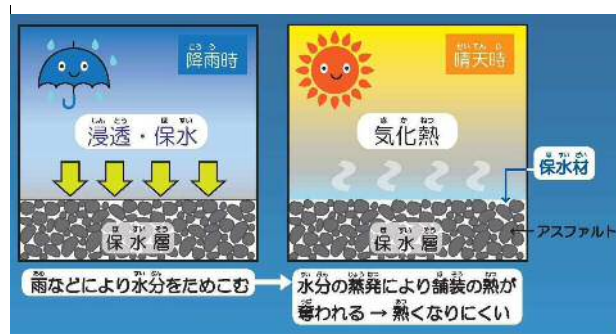 降雨時
浸透・保水
保水層
雨などにより水分をためこむ
晴天時
気化熱
保水材
アスファルト
保水層
水分の蒸発により舗装の熱が
奪われる → 熱くなりにくい